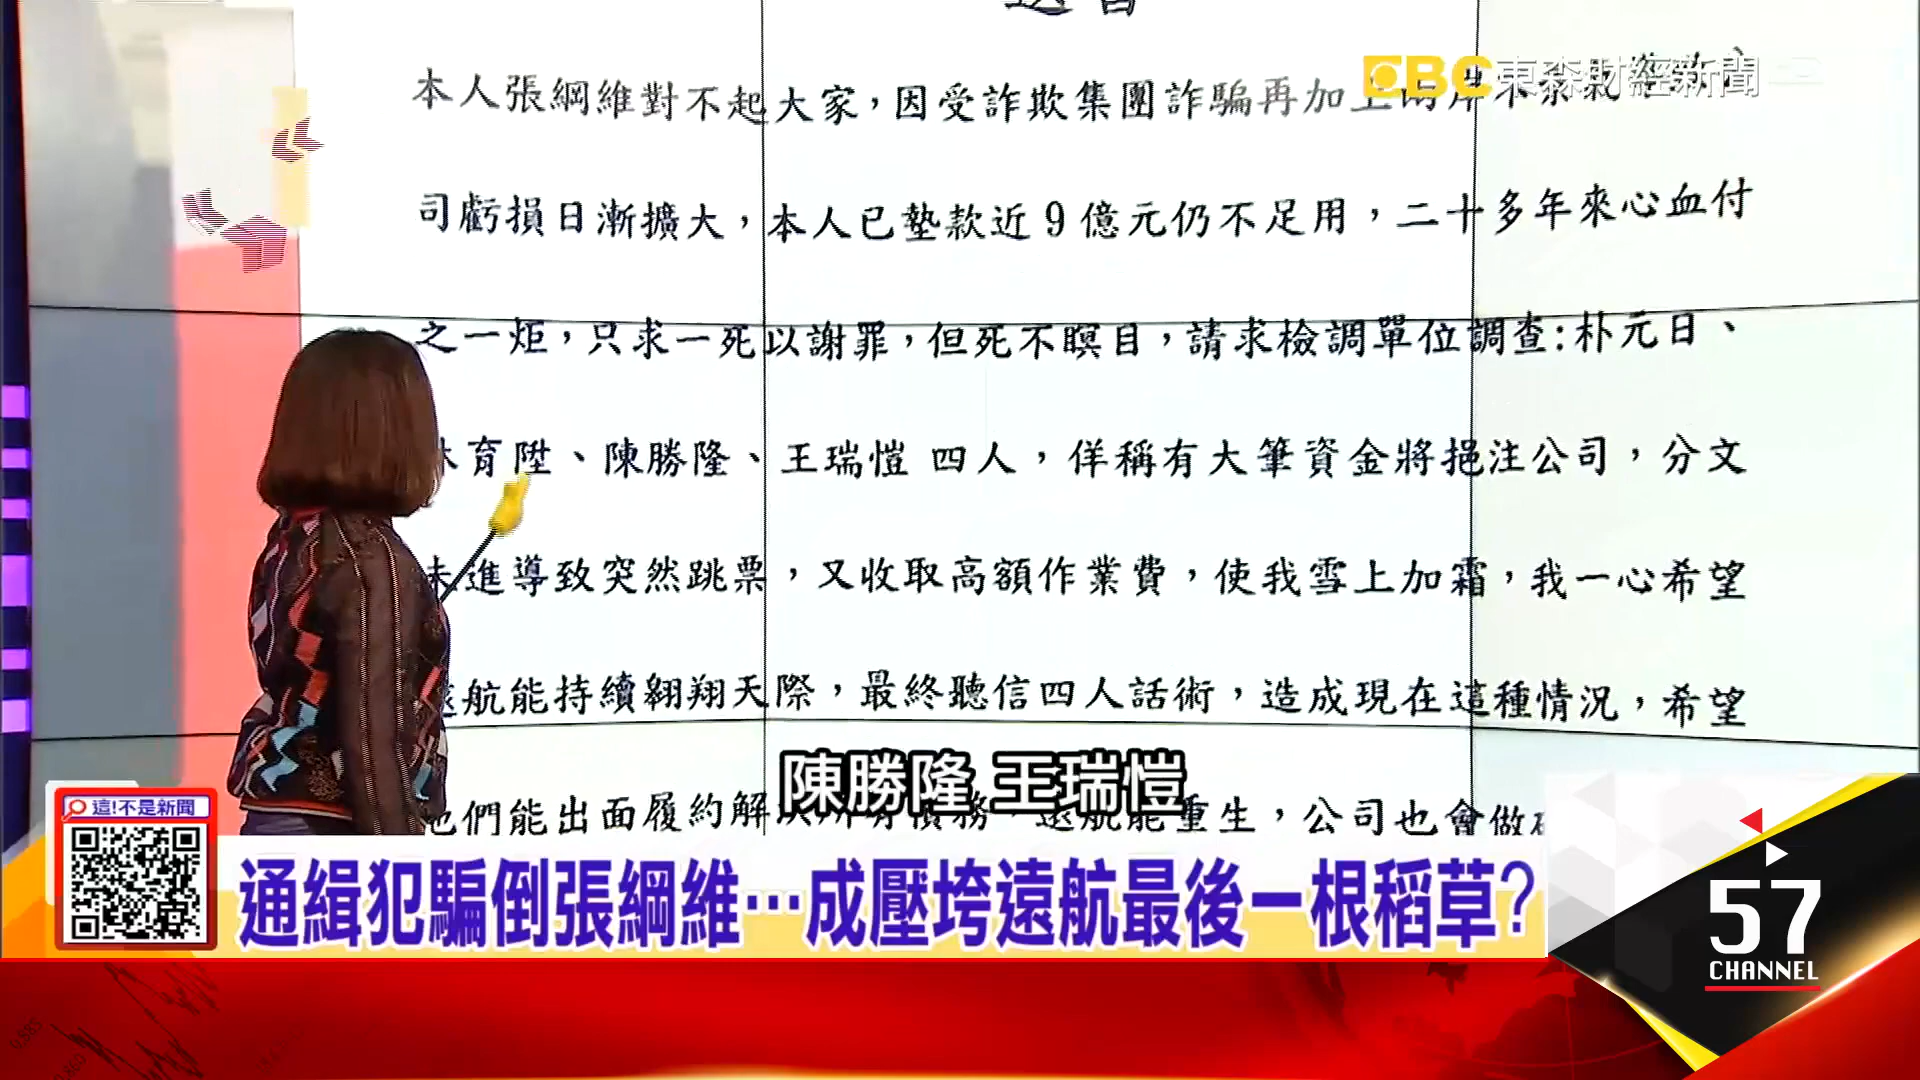 EBC 東森財經新聞
本人張綱維對不起大家，因受詐欺集團詐騙再加上兩岸不景氣
司虧損日漸擴大，本人已墊款近9億元仍不足用，二十多年來心血付
之一炬，只求一死以謝罪，但死不瞑目，請求檢調單位調查:朴元日、
育陞、陳勝隆、王瑞愷 四人，佯稱有大筆資金將挹注公司，分文
未進導致突然跳票，又收取高額作業費，使我雪上加霜，我一心希望
遠航能持續翱翔天際，最終聽信四人話術，造成現在這種情況，希望
陳勝隆 王瑞愷
他們能出面履約解 重生，公司也會做
這!不是新聞
通緝犯騙倒張綱維…成壓垮遠航最後一根稻草?
57
CHANNEL